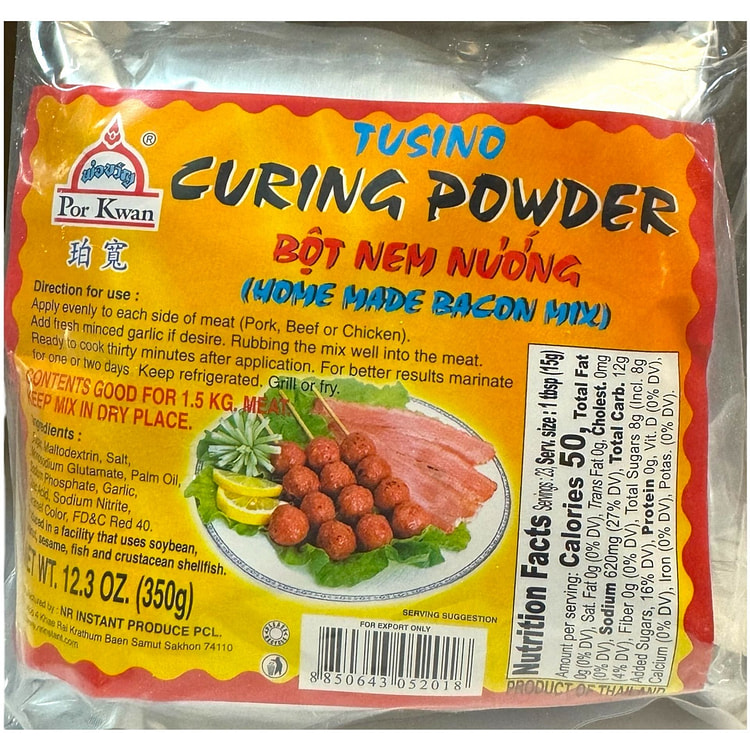 พ่อขวัญ
®
Por Kwan
珀寬
TUSINO
CURING POWDER
BỘT NEM NƯỚNG
(HOME MADE BACON MIX)
Direction for use :
Apply evenly to each side of meat (Pork, Beef or Chicken).
Add fresh minced garlic if desire. Rubbing the mix well into the meat.
Ready to cook thirty minutes after application. For better results marinate
for one or two days. Keep refrigerated, Grill or fry.
CONTENTS GOOD FOR 1.5 KG. MEAT.
KEEP MIX IN DRY PLACE.
Maltodextrin, Salt,
Glutamate, Palm Oil,
Phosphate, Garlic,
Sodium Nitrite,
Color, FD&C Red 40.
in a facility that uses soybean,
sesame, fish and crustacean shellfish.
WT. 12.3 OZ. (350g)
by : NR INSTANT PRODUCE PCL.
Rai Krathum Baen Samut Sakhon 74110
SERVING SUGGESTION
FOR EXPORT ONLY
8 850643 052018
Nutrition Facts Servings: 23, Serv. size: 1 tbsp (15g)
Amount per serving: Calories 50, Total Fat
0g (0% DV), Sat. Fat 0g (0% DV), Trans Fat 0g, Cholest. 0mg
(0% DV), Sodium 620mg (27% DV), Total Carb. 12g
(4% DV), Fiber 0g (0% DV), Total Sugars 8g (Incl. 8g
Added Sugars, 16% DV), Protein 0g, Vit. D (0% DV),
Calcium (0% DV), Iron (0% DV), Potas. (0% DV).
PRODUCT OF THAILAND